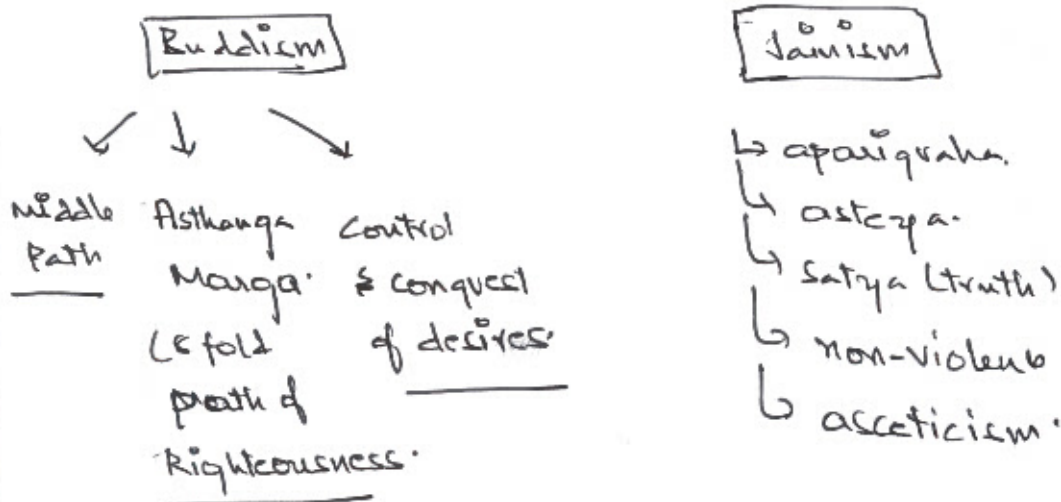 Buddism
Middle
Path
Asthanga
Marga.
(8 fold
path of
Righteousness.
Control
& conquest
of desires.
Jainism
aparigraha.
asteya.
Satya (truth)
non-violent
asceticism.